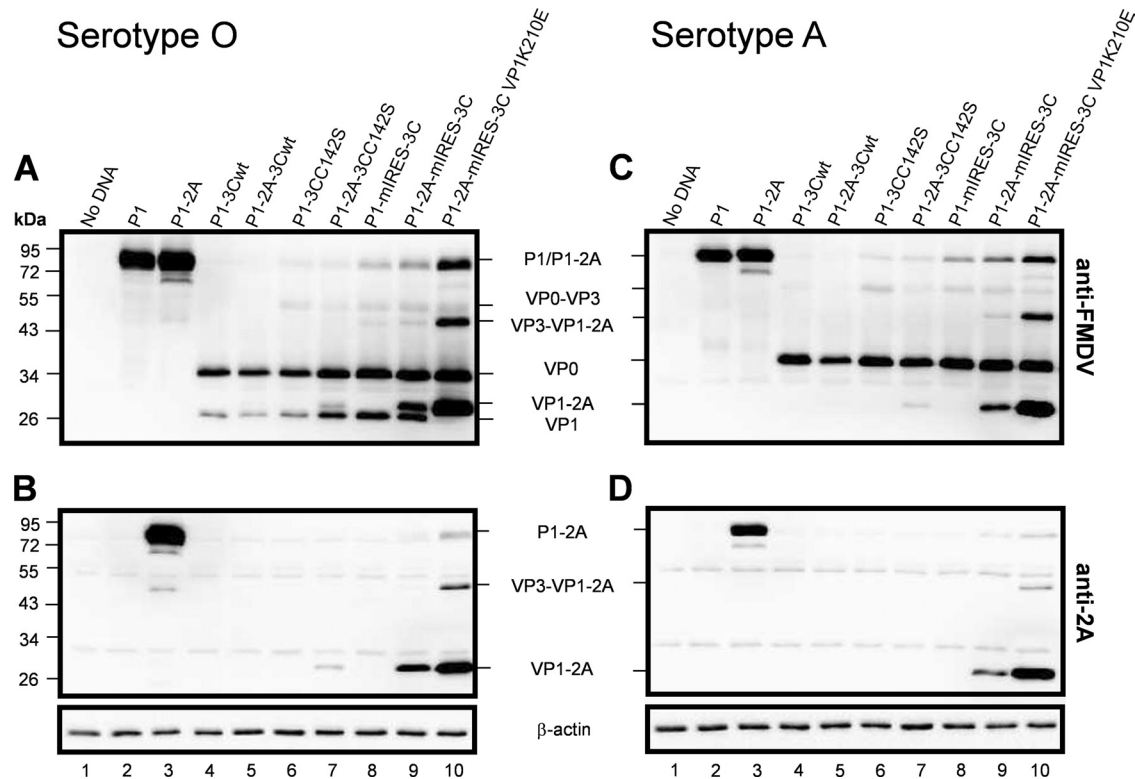 Serotype O
Serotype A
No DNA
P1
P1-2A
P1-3Cwt
P1-2A-3Cwt
P1-3CC142S
P1-2A-3CC142S
P1-mIRES-3C
P1-2A-mIRES-3C
P1-2A-mIRES-3C VP1K210E
No DNA
P1
P1-2A
P1-3Cwt
P1-2A-3Cwt
P1-3CC142S
P1-2A-3CC142S
P1-mIRES-3C
P1-2A-mIRES-3C
P1-2A-mIRES-3C VP1K210E
A
kDa
95
72
55
43
34
26
P1/P1-2A
VP0-VP3
VP3-VP1-2A
VP0
VP1-2A
VP1
C
anti-FMDV
B
95
72
55
43
34
26
P1-2A
VP3-VP1-2A
VP1-2A
D
anti-2A
β-actin
1 2 3 4 5 6 7 8 9 10
1 2 3 4 5 6 7 8 9 10